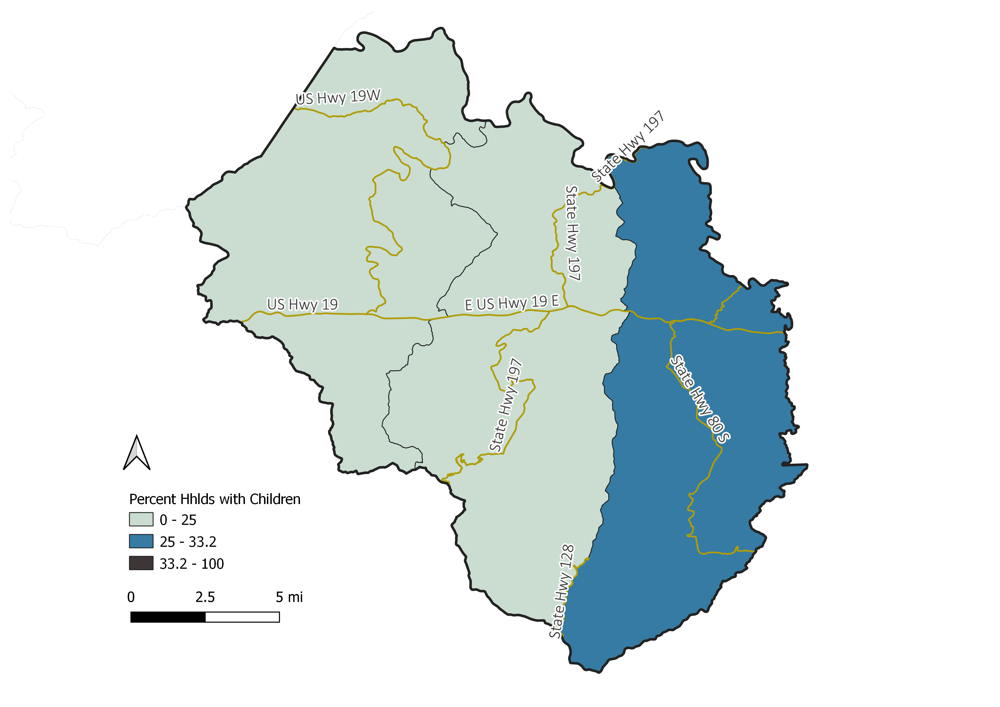 US Hwy 19W
State Hwy 197
State Hwy 197
US Hwy 19
E US Hwy 19 E
State Hwy 197
State Hwy 80 S
State Hwy 128
Percent Hhlds with Children
0 - 25
25 - 33.2
33.2 - 100
0 2.5 5 mi